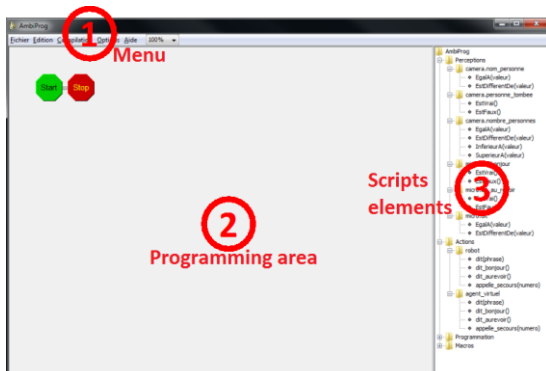 AmbiProg
Fichier Edition Compilation Options Aide 100%
1
Menu
Start Stop
2
Programming area
Scripts
elements
3
AmbiProg
Perceptions
camera.nom_personne
EgalA(valeur)
EstDifferentDe(valeur)
camera.personne_tombee
EstVrai()
EstFaux()
camera.nombre_personnes
EgalA(valeur)
EstDifferentDe(valeur)
InferieurA(valeur)
SuperieurA(valeur)
EstVrai()
EgalA(valeur)
EstDifferentDe(valeur)
Actions
robot
dit(phrase)
dit_bonjour()
dit_aurevoir()
appelle_secours(numero)
agent_virtuel
dit(phrase)
dit_bonjour()
dit_aurevoir()
appelle_secours(numero)
Programmation
Macros